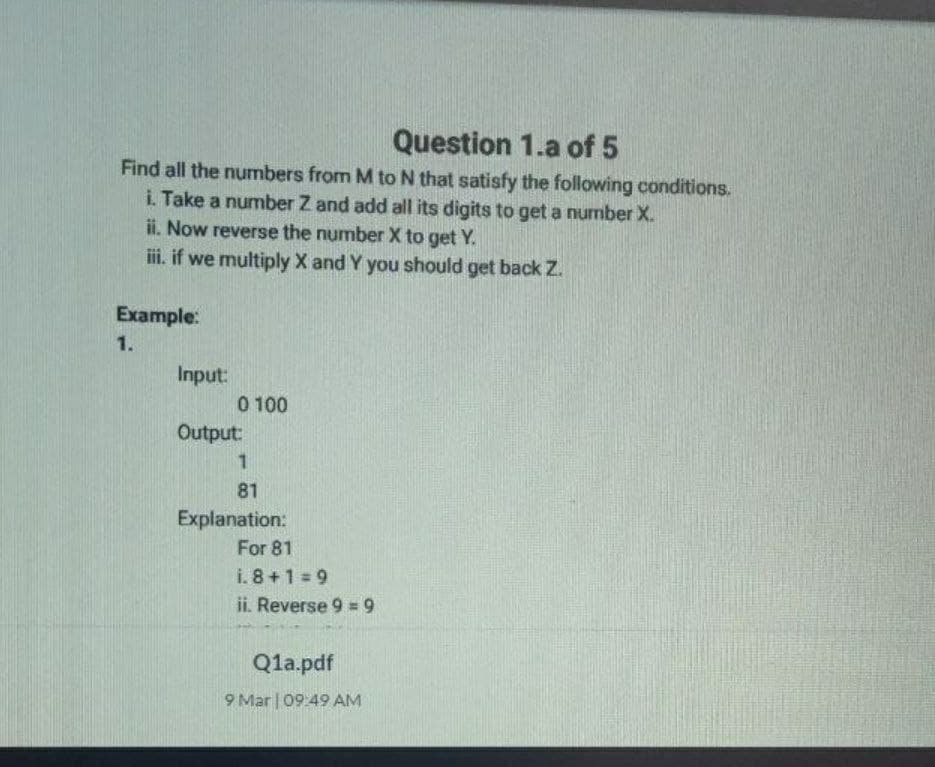 Question 1.a of 5
Find all the numbers from M to N that satisfy the following conditions.
i. Take a number Z and add all its digits to get a number X.
ii. Now reverse the number X to get Y.
iii. if we multiply X and Y you should get back Z.
Example:
1.
Input:
0 100
Output:
1
81
Explanation:
For 81
i. 8 + 1 = 9
ii. Reverse 9 = 9
Q1a.pdf
9 Mar | 09:49 AM